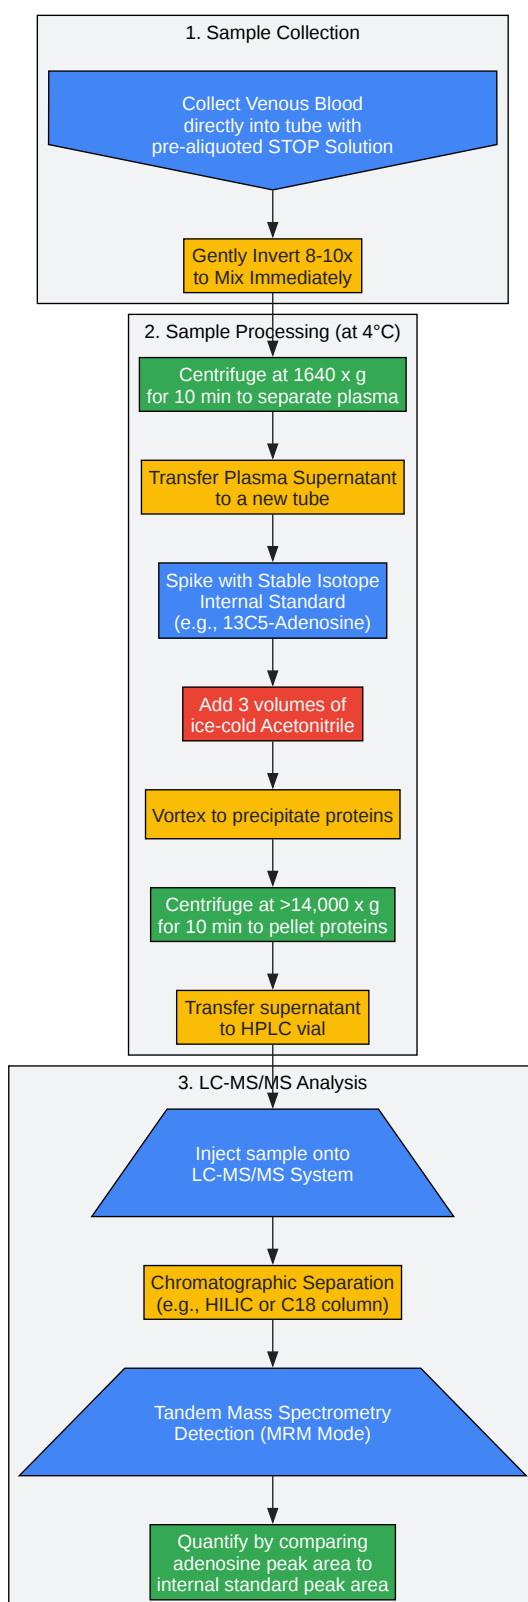 1. Sample Collection
Collect Venous Blood
directly into tube with
pre-aliquoted STOP Solution
Gently Invert 8-10x
to Mix Immediately
2. Sample Processing (at 4°C)
Centrifuge at 1640 x g
for 10 min to separate plasma
Transfer Plasma Supernatant
to a new tube
Spike with Stable Isotope
Internal Standard
(e.g., 13C5-Adenosine)
Add 3 volumes of
ice-cold Acetonitrile
Vortex to precipitate proteins
Centrifuge at >14,000 x g
for 10 min to pellet proteins
Transfer supernatant
to HPLC vial
3. LC-MS/MS Analysis
Inject sample onto
LC-MS/MS System
Chromatographic Separation
(e.g., HILIC or C18 column)
Tandem Mass Spectrometry
Detection (MRM Mode)
Quantify by comparing
adenosine peak area to
internal standard peak area